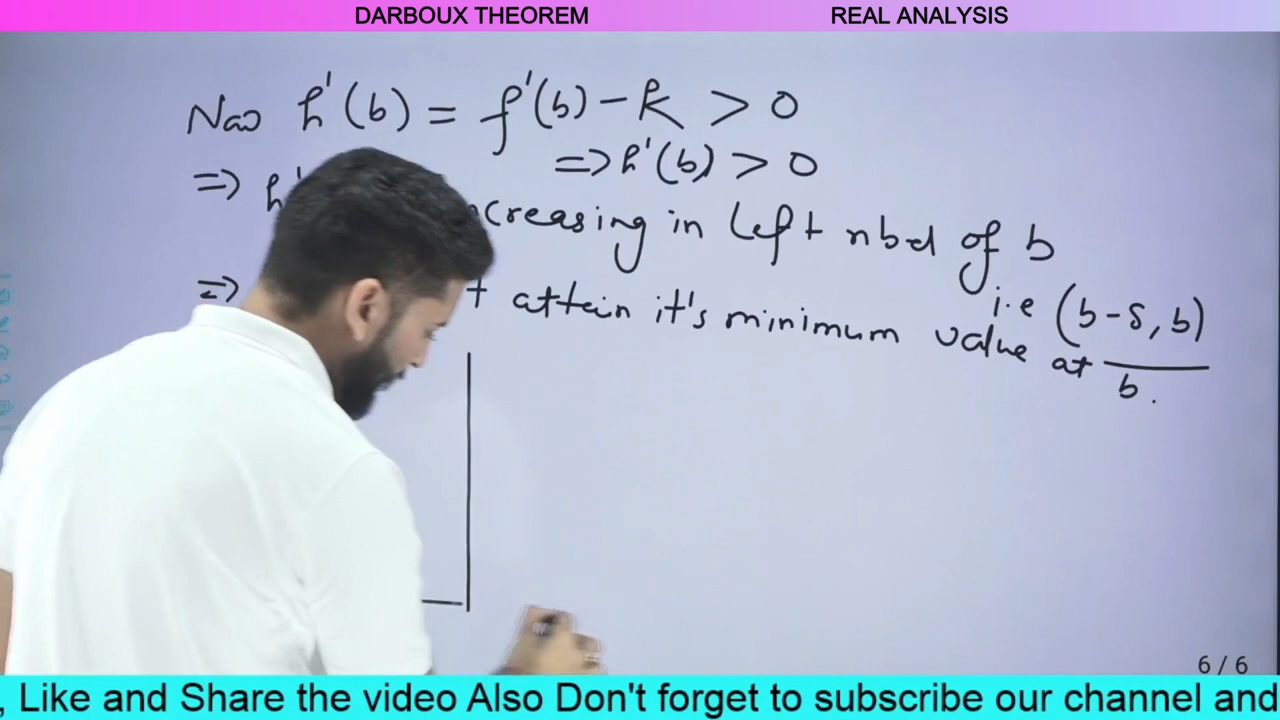 DARBOUX THEOREM REAL ANALYSIS
Now h'(b) = f'(b) - k > 0
=> h'(b) > 0
=> h'
creasing in left nbd of b
i.e (b-δ, b)
=> t attain it's minimum value at b.
6 / 6
, Like and Share the video Also Don't forget to subscribe our channel and